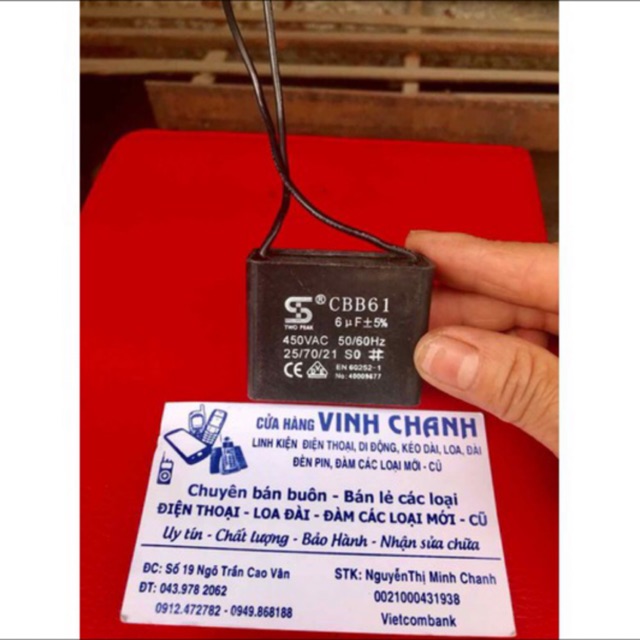 ® CBB61
TWO PEAK
6µF±5%
450VAC 50/60Hz
25/70/21 S0 #
CE EN 60252-1
No: 40009677
CỬA HÀNG VINH CHANH
LINH KIỆN ĐIỆN THOẠI, DI ĐỘNG, KÉO DÀI, LOA, ĐÀI
ĐÈN PIN, ĐÀM CÁC LOẠI MỚI - CŨ
Chuyên bán buôn - Bán lẻ các loại
ĐIỆN THOẠI - LOA ĐÀI - ĐÀM CÁC LOẠI MỚI - CŨ
Uy tín - Chất lượng - Bảo Hành - Nhận sửa chữa
ĐC: Số 19 Ngõ Trần Cao Vân
ĐT: 043.978 2062
0912.472782 - 0949.868188
STK: NguyễnThị Minh Chanh
0021000431938
Vietcombank